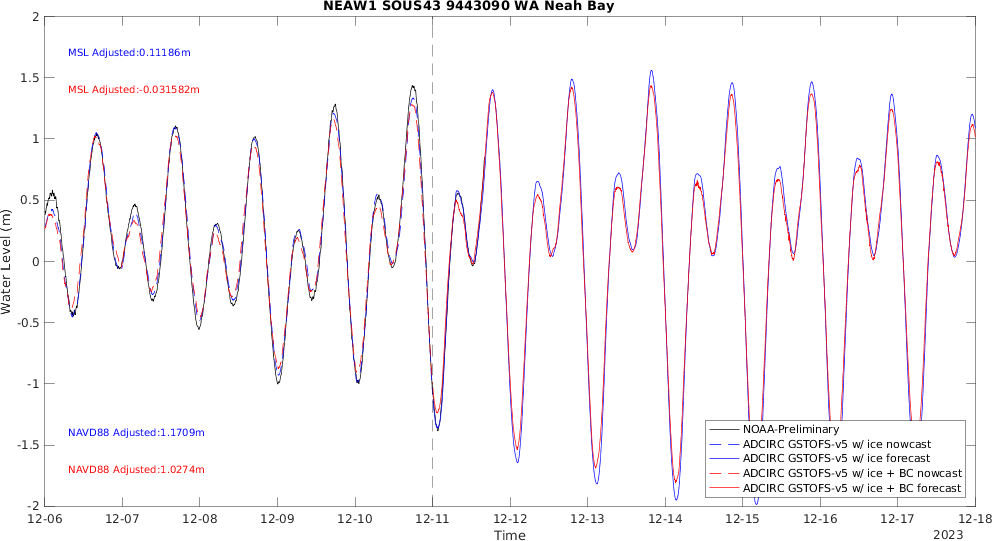 NEAW1 SOUS43 9443090 WA Neah Bay
2
1.5
1
0.5
0
-0.5
-1
-1.5
-2
Water Level (m)
MSL Adjusted:0.11186m
MSL Adjusted:-0.031582m
NAVD88 Adjusted:1.1709m
NAVD88 Adjusted:1.0274m
NOAA-Preliminary
ADCIRC GSTOFS-v5 w/ ice nowcast
ADCIRC GSTOFS-v5 w/ ice forecast
ADCIRC GSTOFS-v5 w/ ice + BC nowcast
ADCIRC GSTOFS-v5 w/ ice + BC forecast
12-06 12-07 12-08 12-09 12-10 12-11 12-12 12-13 12-14 12-15 12-16 12-17 12-18
Time
2023